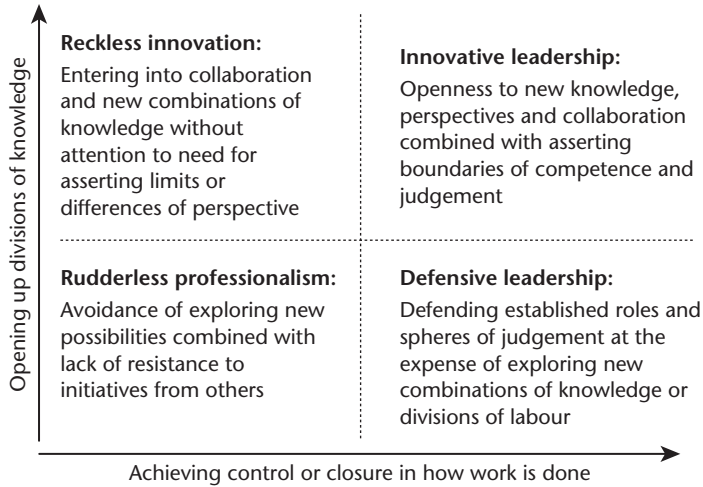 Opening up divisions of knowledge
Reckless innovation:
Entering into collaboration
and new combinations of
knowledge without
attention to need for
asserting limits or
differences of perspective
Innovative leadership:
Openness to new knowledge,
perspectives and collaboration
combined with asserting
boundaries of competence and
judgement
Rudderless professionalism:
Avoidance of exploring new
possibilities combined with
lack of resistance to
initiatives from others
Defensive leadership:
Defending established roles and
spheres of judgement at the
expense of exploring new
combinations of knowledge or
divisions of labour
Achieving control or closure in how work is done